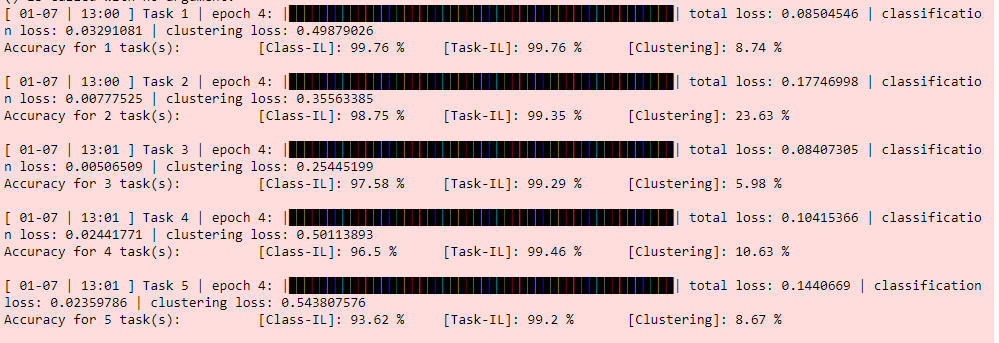 () is called with no argument.
[ 01-07 | 13:00 ] Task 1 | epoch 4: || total loss: 0.08504546 | classificatio
n loss: 0.03291081 | clustering loss: 0.49879026
Accuracy for 1 task(s): [Class-IL]: 99.76 % [Task-IL]: 99.76 % [Clustering]: 8.74 %
[ 01-07 | 13:00 ] Task 2 | epoch 4: || total loss: 0.17746998 | classificatio
n loss: 0.00777525 | clustering loss: 0.35563385
Accuracy for 2 task(s): [Class-IL]: 98.75 % [Task-IL]: 99.35 % [Clustering]: 23.63 %
[ 01-07 | 13:01 ] Task 3 | epoch 4: || total loss: 0.08407305 | classificatio
n loss: 0.00506509 | clustering loss: 0.25445199
Accuracy for 3 task(s): [Class-IL]: 97.58 % [Task-IL]: 99.29 % [Clustering]: 5.98 %
[ 01-07 | 13:01 ] Task 4 | epoch 4: || total loss: 0.10415366 | classificatio
n loss: 0.02441771 | clustering loss: 0.50113893
Accuracy for 4 task(s): [Class-IL]: 96.5 % [Task-IL]: 99.46 % [Clustering]: 10.63 %
[ 01-07 | 13:01 ] Task 5 | epoch 4: || total loss: 0.1440669 | classification
loss: 0.02359786 | clustering loss: 0.543807576
Accuracy for 5 task(s): [Class-IL]: 93.62 % [Task-IL]: 99.2 % [Clustering]: 8.67 %